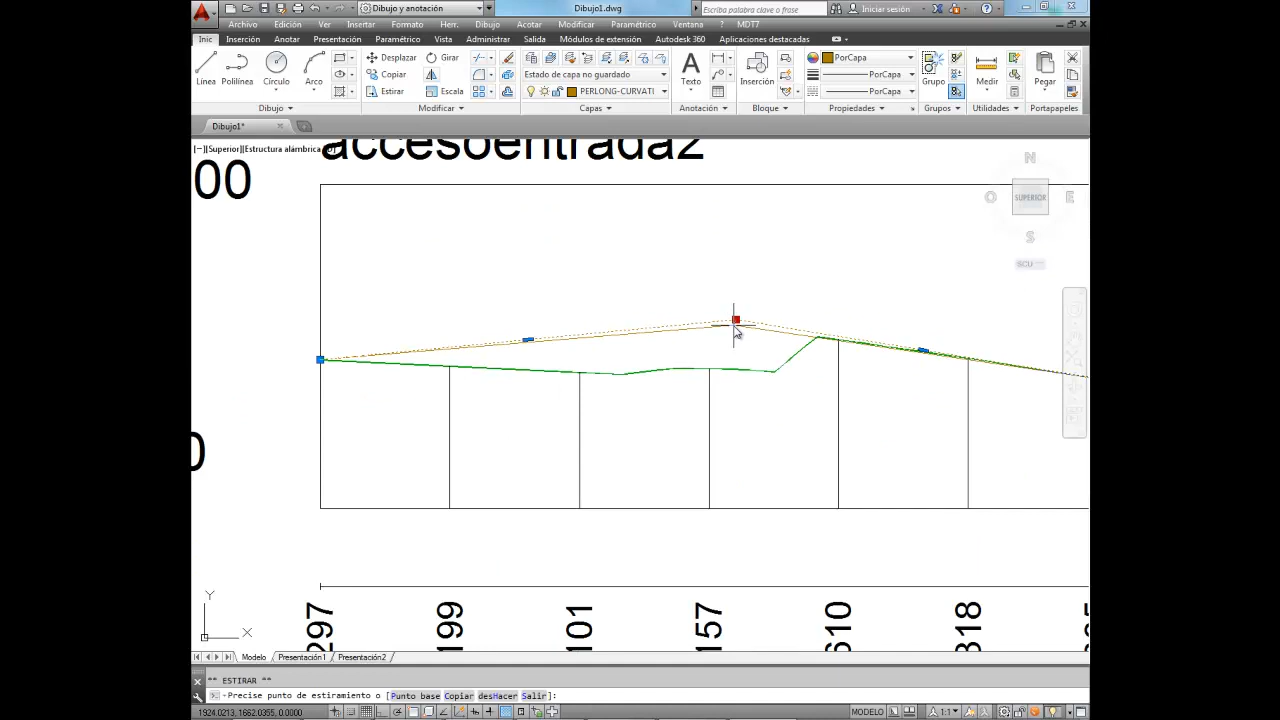 Dibujo y anotación
Dibujo1.dwg
Escriba palabra clave o frase
Iniciar sesión
Archivo Edición Ver Insertar Formato Herr. Dibujo Acotar Modificar Paramétrico Ventana ? MDT7
Inic Inserción Anotar Presentación Paramétrico Vista Administrar Salida Módulos de extensión Autodesk 360 Aplicaciones destacadas
Línea Polilínea Círculo Arco
Desplazar Girar
Copiar
Estirar Escala
Estado de capa no guardado
PERLONG-CURVATI
Texto Inserción
PorCapa
PorCapa
PorCapa
Grupo Medir Pegar
Dibujo Modificar Capas Anotación Bloque Propiedades Grupos Utilidades Portapapeles
Dibujo1*
[−][Superior][Estructura alámbrica
accesoentrada2
00
N
O SUPERIOR E
S
SCU
0
Y
X
297 199 101 157 610 318
Modelo Presentación1 Presentación2
** ESTIRAR **
Precise punto de estiramiento o [Punto base Copiar desHacer Salir]:
1924.0213, 1662.0355, 0.0000
MODELO 1:1